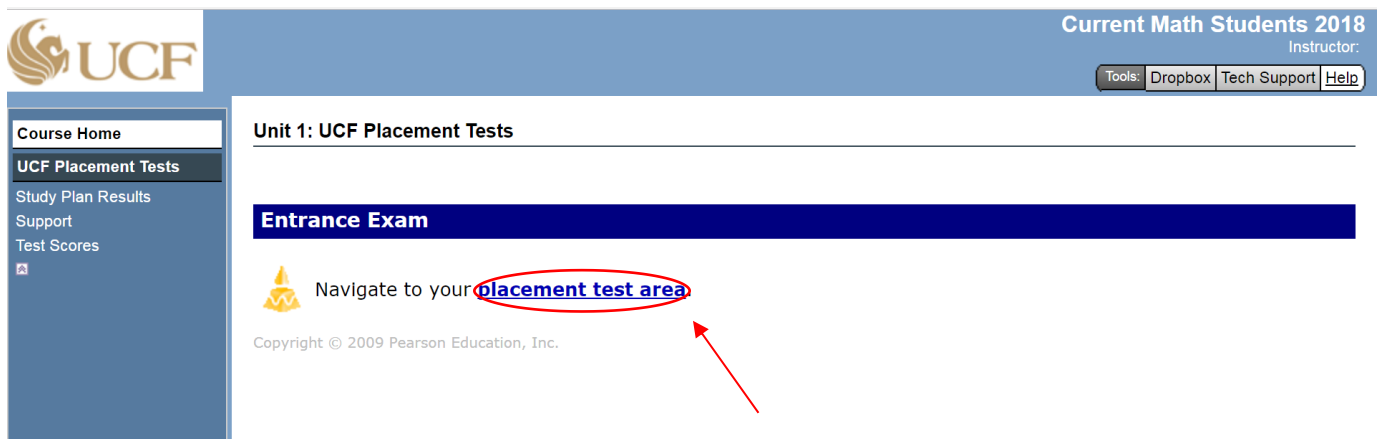 UCF
Current Math Students 2018
Instructor:
Tools: Dropbox Tech Support Help
Course Home
UCF Placement Tests
Study Plan Results
Support
Test Scores
Unit 1: UCF Placement Tests
Entrance Exam
Navigate to your placement test area.
Copyright © 2009 Pearson Education, Inc.